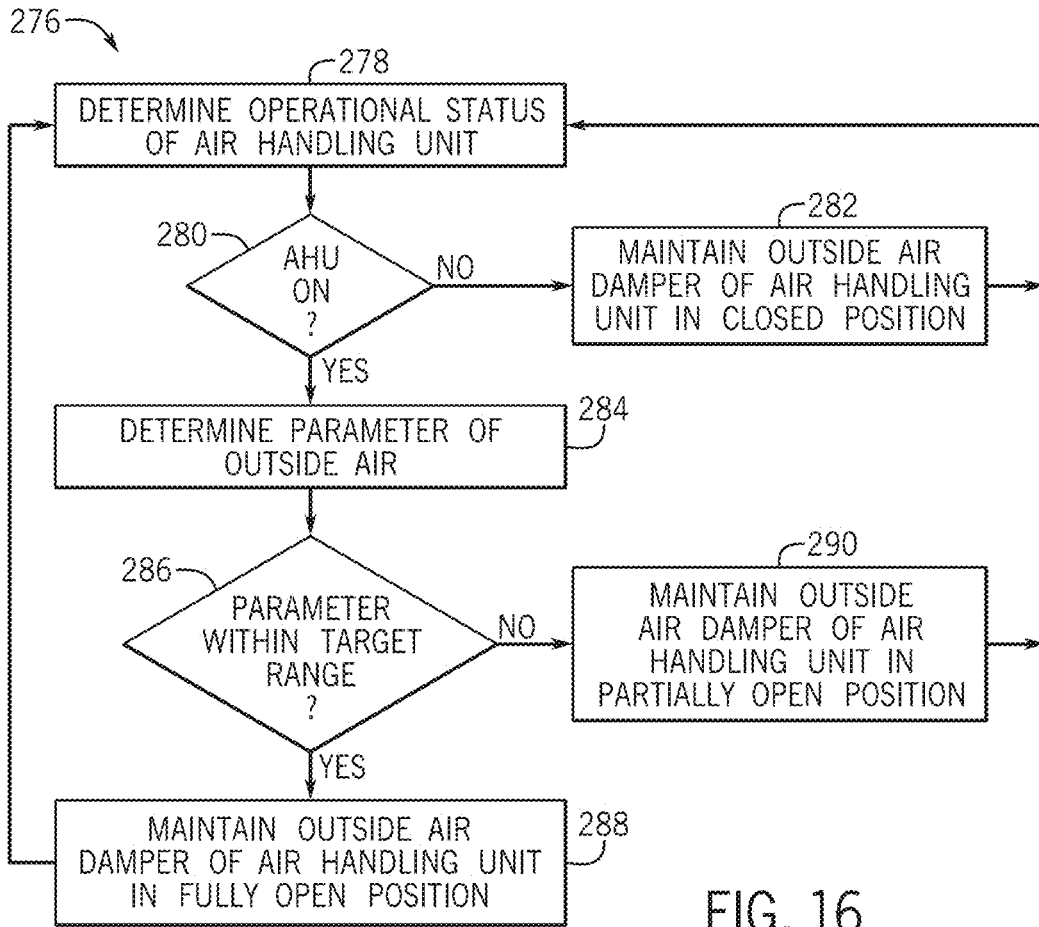 276
278
DETERMINE OPERATIONAL STATUS
OF AIR HANDLING UNIT
280
AHU
ON
?
NO
282
MAINTAIN OUTSIDE AIR
DAMPER OF AIR HANDLING
UNIT IN CLOSED POSITION
YES
DETERMINE PARAMETER OF
OUTSIDE AIR
284
286
PARAMETER
WITHIN TARGET
RANGE
?
NO
290
MAINTAIN OUTSIDE
AIR DAMPER OF AIR
HANDLING UNIT IN
PARTIALLY OPEN POSITION
YES
MAINTAIN OUTSIDE AIR
DAMPER OF AIR HANDLING UNIT
IN FULLY OPEN POSITION
288
FIG. 16